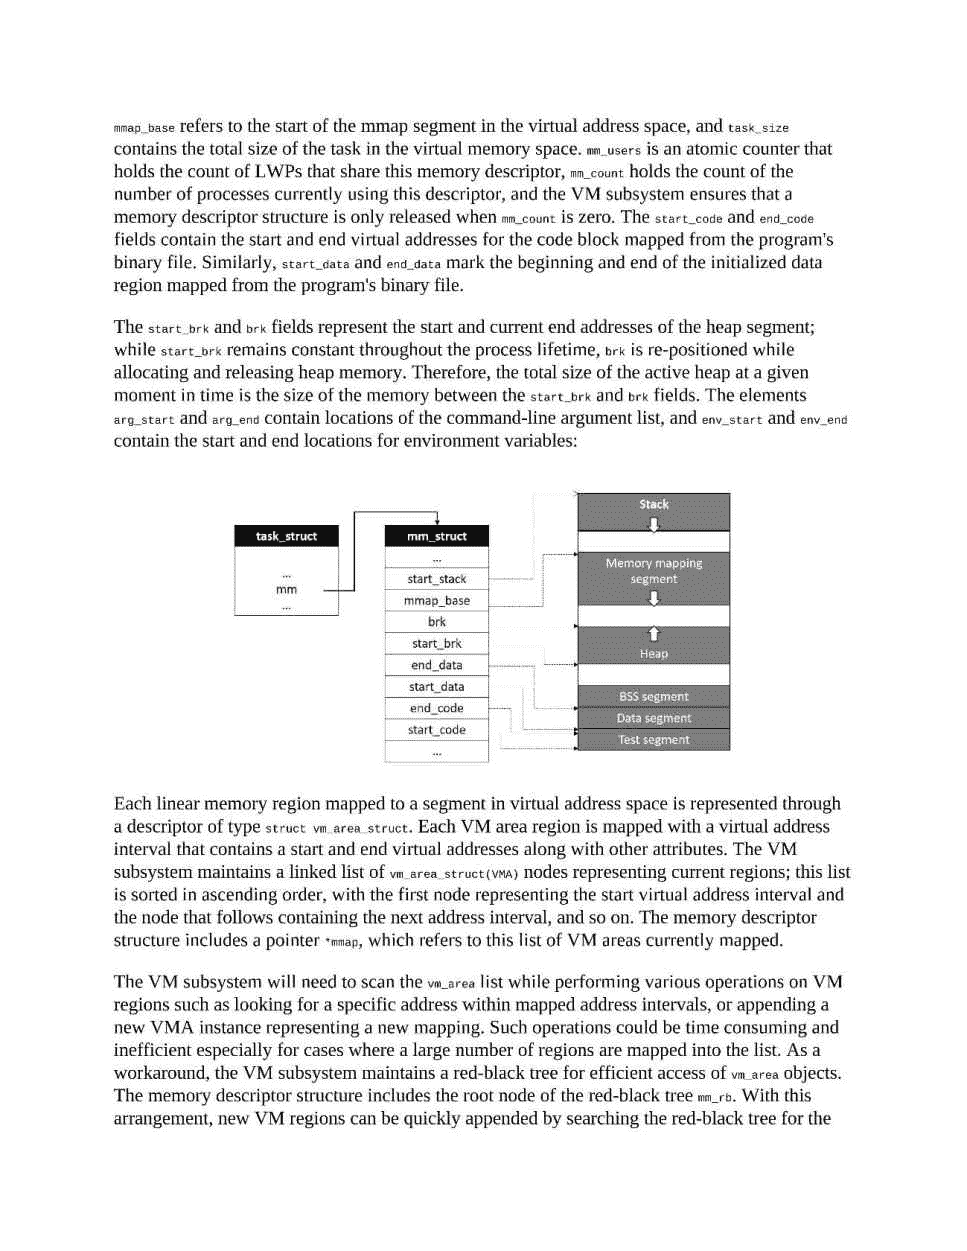 mmap_base refers to the start of the mmap segment in the virtual address space, and task_size
contains the total size of the task in the virtual memory space. mm_users is an atomic counter that
holds the count of LWPs that share this memory descriptor, mm_count holds the count of the
number of processes currently using this descriptor, and the VM subsystem ensures that a
memory descriptor structure is only released when mm_count is zero. The start_code and end_code
fields contain the start and end virtual addresses for the code block mapped from the program's
binary file. Similarly, start_data and end_data mark the beginning and end of the initialized data
region mapped from the program's binary file.
The start_brk and brk fields represent the start and current end addresses of the heap segment;
while start_brk remains constant throughout the process lifetime, brk is re-positioned while
allocating and releasing heap memory. Therefore, the total size of the active heap at a given
moment in time is the size of the memory between the start_brk and brk fields. The elements
arg_start and arg_end contain locations of the command-line argument list, and env_start and env_end
contain the start and end locations for environment variables:
task_struct
...
mm
...
mm_struct
...
start_stack
mmap_base
brk
start_brk
end_data
start_data
end_code
start_code
...
Stack
Memory mapping
segment
Heap
BSS segment
Data segment
Test segment
Each linear memory region mapped to a segment in virtual address space is represented through
a descriptor of type struct vm_area_struct. Each VM area region is mapped with a virtual address
interval that contains a start and end virtual addresses along with other attributes. The VM
subsystem maintains a linked list of vm_area_struct(VMA) nodes representing current regions; this list
is sorted in ascending order, with the first node representing the start virtual address interval and
the node that follows containing the next address interval, and so on. The memory descriptor
structure includes a pointer *mmap, which refers to this list of VM areas currently mapped.
The VM subsystem will need to scan the vm_area list while performing various operations on VM
regions such as looking for a specific address within mapped address intervals, or appending a
new VMA instance representing a new mapping. Such operations could be time consuming and
inefficient especially for cases where a large number of regions are mapped into the list. As a
workaround, the VM subsystem maintains a red-black tree for efficient access of vm_area objects.
The memory descriptor structure includes the root node of the red-black tree mm_rb. With this
arrangement, new VM regions can be quickly appended by searching the red-black tree for the